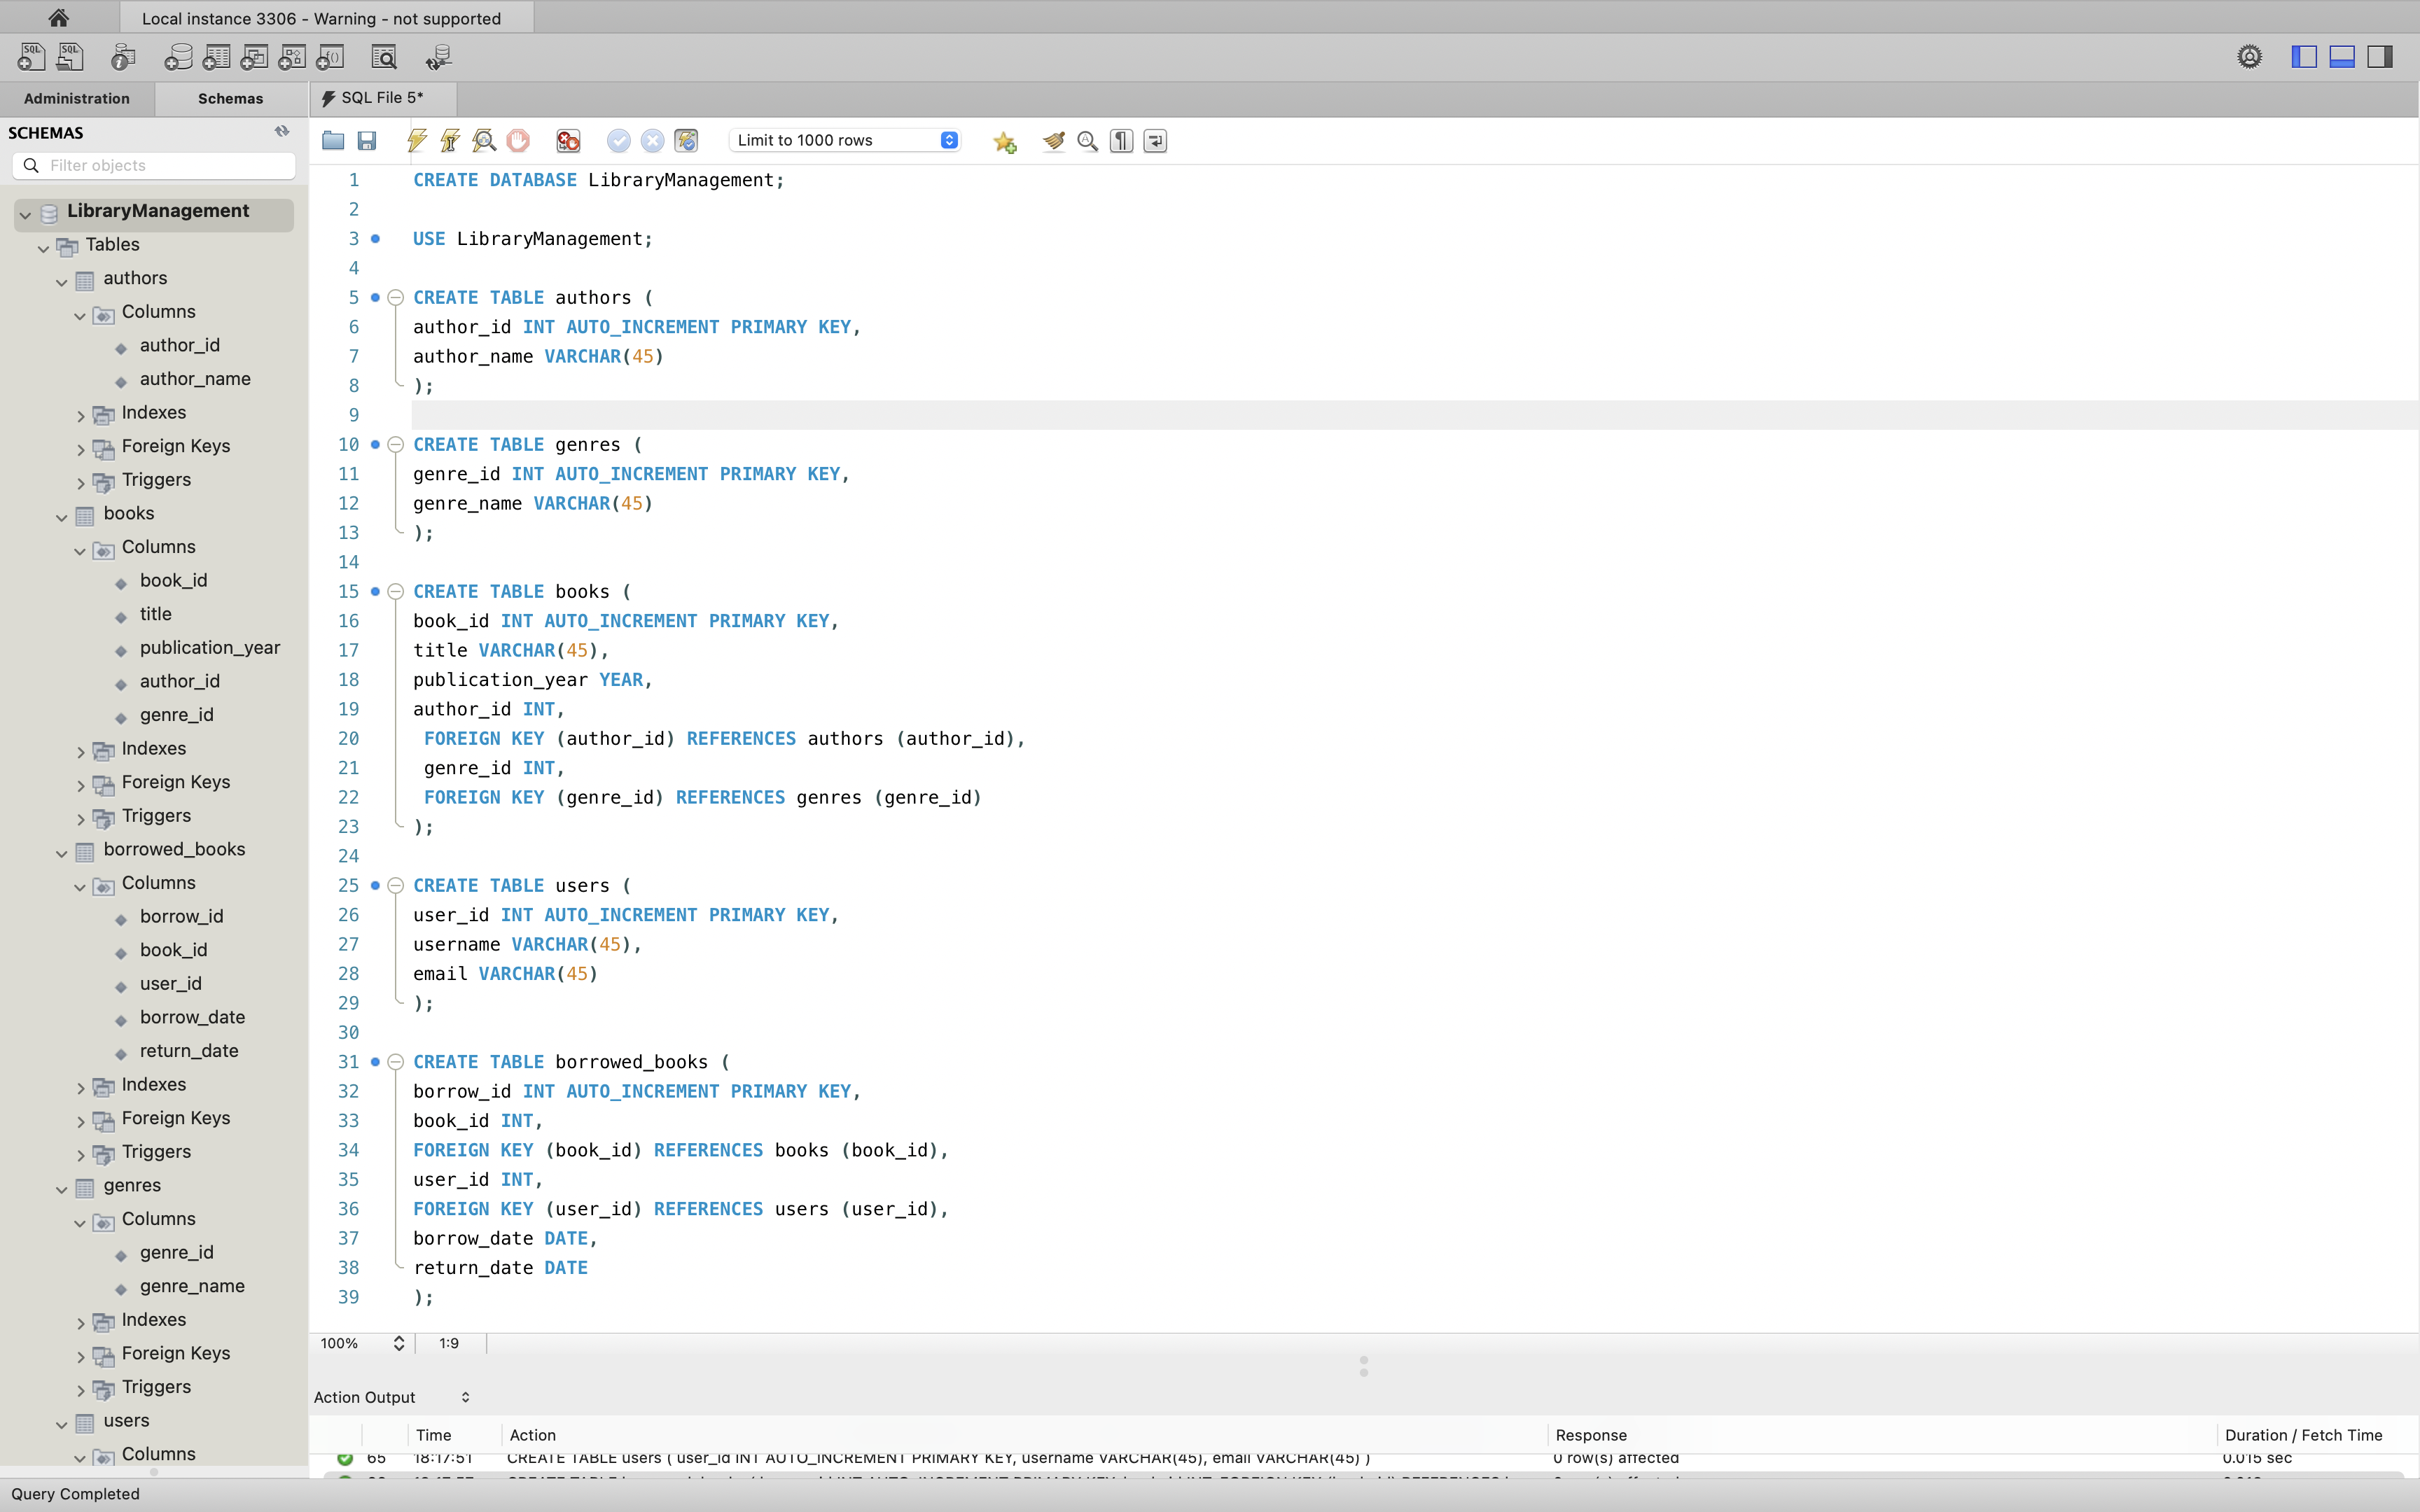 Local instance 3306 - Warning - not supported
SQL SQL
Administration
Schemas
SQL File 5*
SCHEMAS
Filter objects
Limit to 1000 rows
LibraryManagement
Tables
authors
Columns
author_id
author_name
Indexes
Foreign Keys
Triggers
books
Columns
book_id
title
publication_year
author_id
genre_id
Indexes
Foreign Keys
Triggers
borrowed_books
Columns
borrow_id
book_id
user_id
borrow_date
return_date
Indexes
Foreign Keys
Triggers
genres
Columns
genre_id
genre_name
Indexes
Foreign Keys
Triggers
users
Columns
1 CREATE DATABASE LibraryManagement;
2
3 USE LibraryManagement;
4
5 CREATE TABLE authors (
6 author_id INT AUTO_INCREMENT PRIMARY KEY,
7 author_name VARCHAR(45)
8 );
9
10 CREATE TABLE genres (
11 genre_id INT AUTO_INCREMENT PRIMARY KEY,
12 genre_name VARCHAR(45)
13 );
14
15 CREATE TABLE books (
16 book_id INT AUTO_INCREMENT PRIMARY KEY,
17 title VARCHAR(45),
18 publication_year YEAR,
19 author_id INT,
20 FOREIGN KEY (author_id) REFERENCES authors (author_id),
21 genre_id INT,
22 FOREIGN KEY (genre_id) REFERENCES genres (genre_id)
23 );
24
25 CREATE TABLE users (
26 user_id INT AUTO_INCREMENT PRIMARY KEY,
27 username VARCHAR(45),
28 email VARCHAR(45)
29 );
30
31 CREATE TABLE borrowed_books (
32 borrow_id INT AUTO_INCREMENT PRIMARY KEY,
33 book_id INT,
34 FOREIGN KEY (book_id) REFERENCES books (book_id),
35 user_id INT,
36 FOREIGN KEY (user_id) REFERENCES users (user_id),
37 borrow_date DATE,
38 return_date DATE
39 );
100% 1:9
Action Output
Time Action Response Duration / Fetch Time
65 18:17:51 CREATE TABLE users ( user_id INT AUTO_INCREMENT PRIMARY KEY, username VARCHAR(45), email VARCHAR(45) ) 0 row(s) affected 0.015 sec
Query Completed